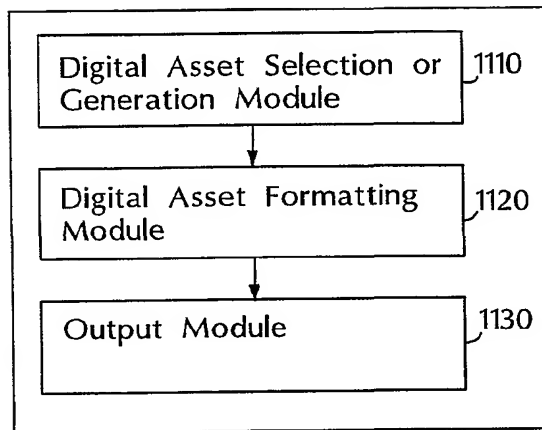 Digital Asset Selection or
Generation Module
1110
Digital Asset Formatting
Module
1120
Output Module
1130